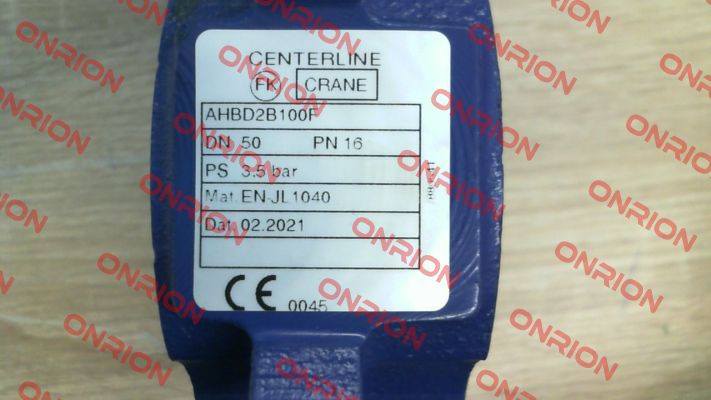 CENTERLINE
FK CRANE
AHBD2B100F
DN 50 PN 16
PS 3.5 bar
Mat EN-JL1040
Dat 02.2021
CE 0045
ONRION